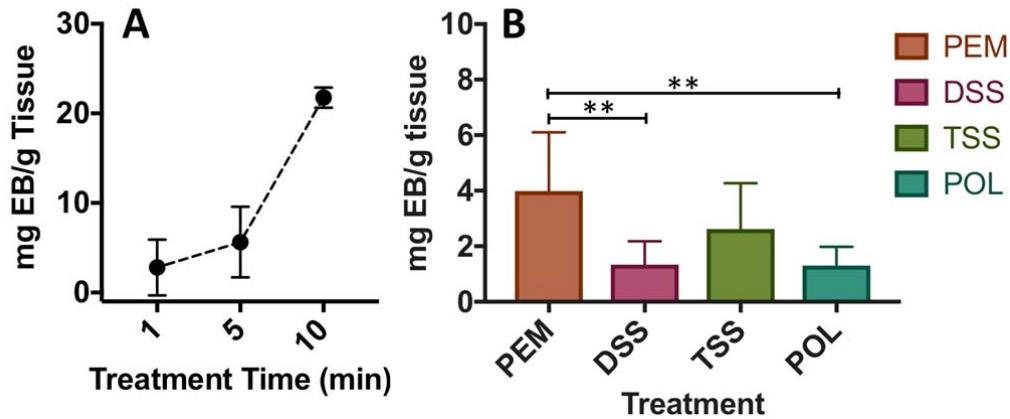 A
mg EB/g Tissue
30
20
10
0
1
5
10
Treatment Time (min)
B
mg EB/g tissue
10
8
6
4
2
0
**
**
PEM
DSS
TSS
POL
Treatment
PEM
DSS
TSS
POL